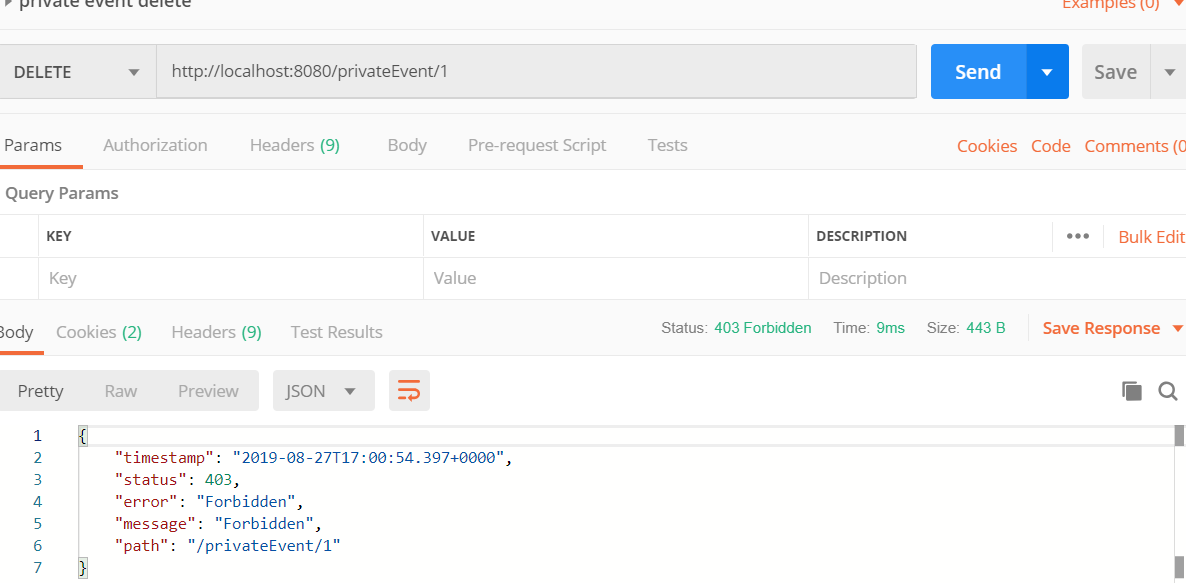 private event delete Examples (0)
DELETE http://localhost:8080/privateEvent/1 Send Save
Params Authorization Headers (9) Body Pre-request Script Tests Cookies Code Comments (0
Query Params
KEY VALUE DESCRIPTION ••• Bulk Edit
Key Value Description
Body Cookies (2) Headers (9) Test Results Status: 403 Forbidden Time: 9ms Size: 443 B Save Response
Pretty Raw Preview JSON
1 {
2 "timestamp": "2019-08-27T17:00:54.397+0000",
3 "status": 403,
4 "error": "Forbidden",
5 "message": "Forbidden",
6 "path": "/privateEvent/1"
7 }